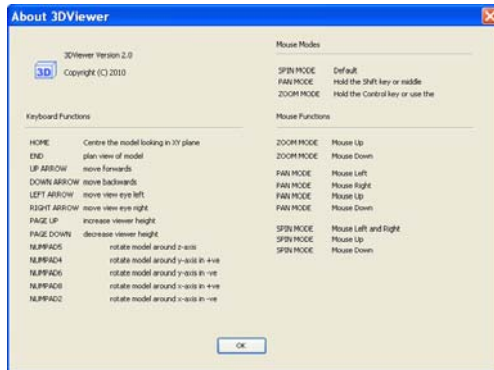 About 3DViewer
3DViewer Version 2.0
3D
Copyright (C) 2010
Keyboard Functions
HOME Centre the model looking in XY plane
END plan view of model
UP ARROW move forwards
DOWN ARROW move backwards
LEFT ARROW move view eye left
RIGHT ARROW move view eye right
PAGE UP increase viewer height
PAGE DOWN decrease viewer height
NUMPAD5 rotate model around z-axis
NUMPAD4 rotate model around y-axis in +ve
NUMPAD6 rotate model around y-axis in -ve
NUMPAD8 rotate model around x-axis in +ve
NUMPAD2 rotate model around x-axis in -ve
Mouse Modes
SPIN MODE Default
PAN MODE Hold the Shift key or middle
ZOOM MODE Hold the Control key or use the
Mouse Functions
ZOOM MODE Mouse Up
ZOOM MODE Mouse Down
PAN MODE Mouse Left
PAN MODE Mouse Right
PAN MODE Mouse Up
PAN MODE Mouse Down
SPIN MODE Mouse Left and Right
SPIN MODE Mouse Up
SPIN MODE Mouse Down
OK